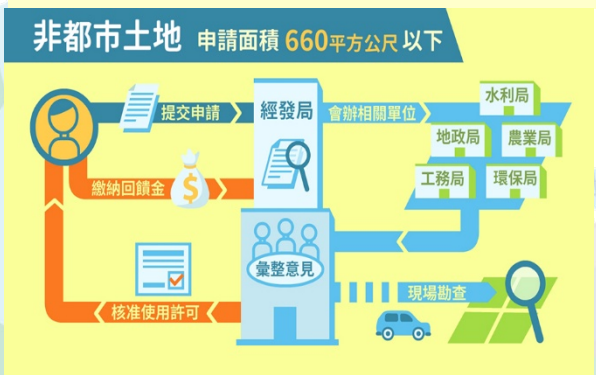 非都市土地 申請面積 660平方公尺 以下
提交申請
經發局
會辦相關單位
水利局
地政局
農業局
工務局
環保局
繳納回饋金
$
彙整意見
現場勘查
核准使用許可